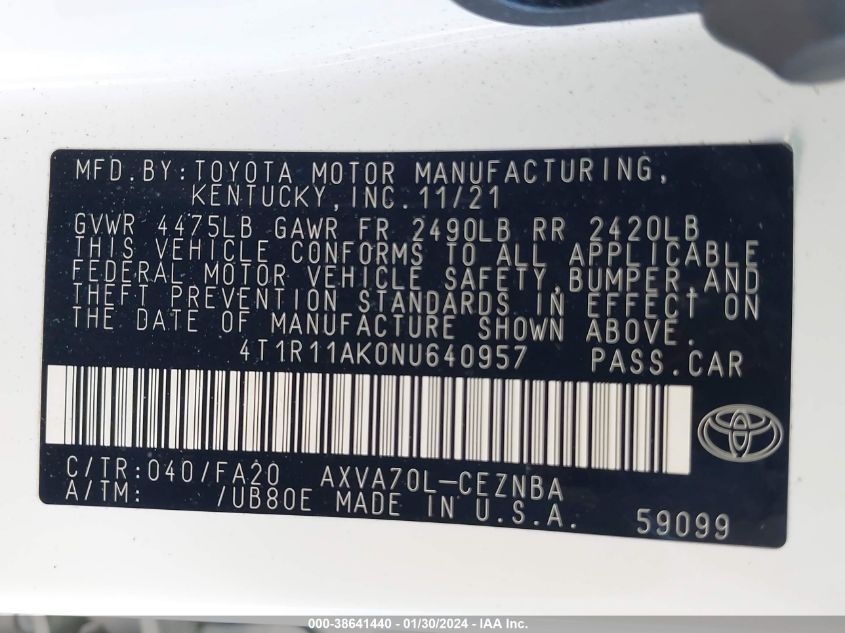 MFD.BY:TOYOTA MOTOR MANUFACTURING,
KENTUCKY, INC. 11/21
GVWR 4475LB GAWR FR 2490LB RR 2420LB
THIS VEHICLE CONFORMS TO ALL APPLICABLE
FEDERAL MOTOR VEHICLE SAFETY, BUMPER, AND
THEFT PREVENTION STANDARDS IN EFFECT ON
THE DATE OF MANUFACTURE SHOWN ABOVE.
4T1R11AK0NU640957 PASS.CAR
C/TR:040/FA20 AXVA70L-CEZNBA
A/TM: /UB80E MADE IN U.S.A. 59099
000-38641440 - 01/30/2024 - IAA Inc.